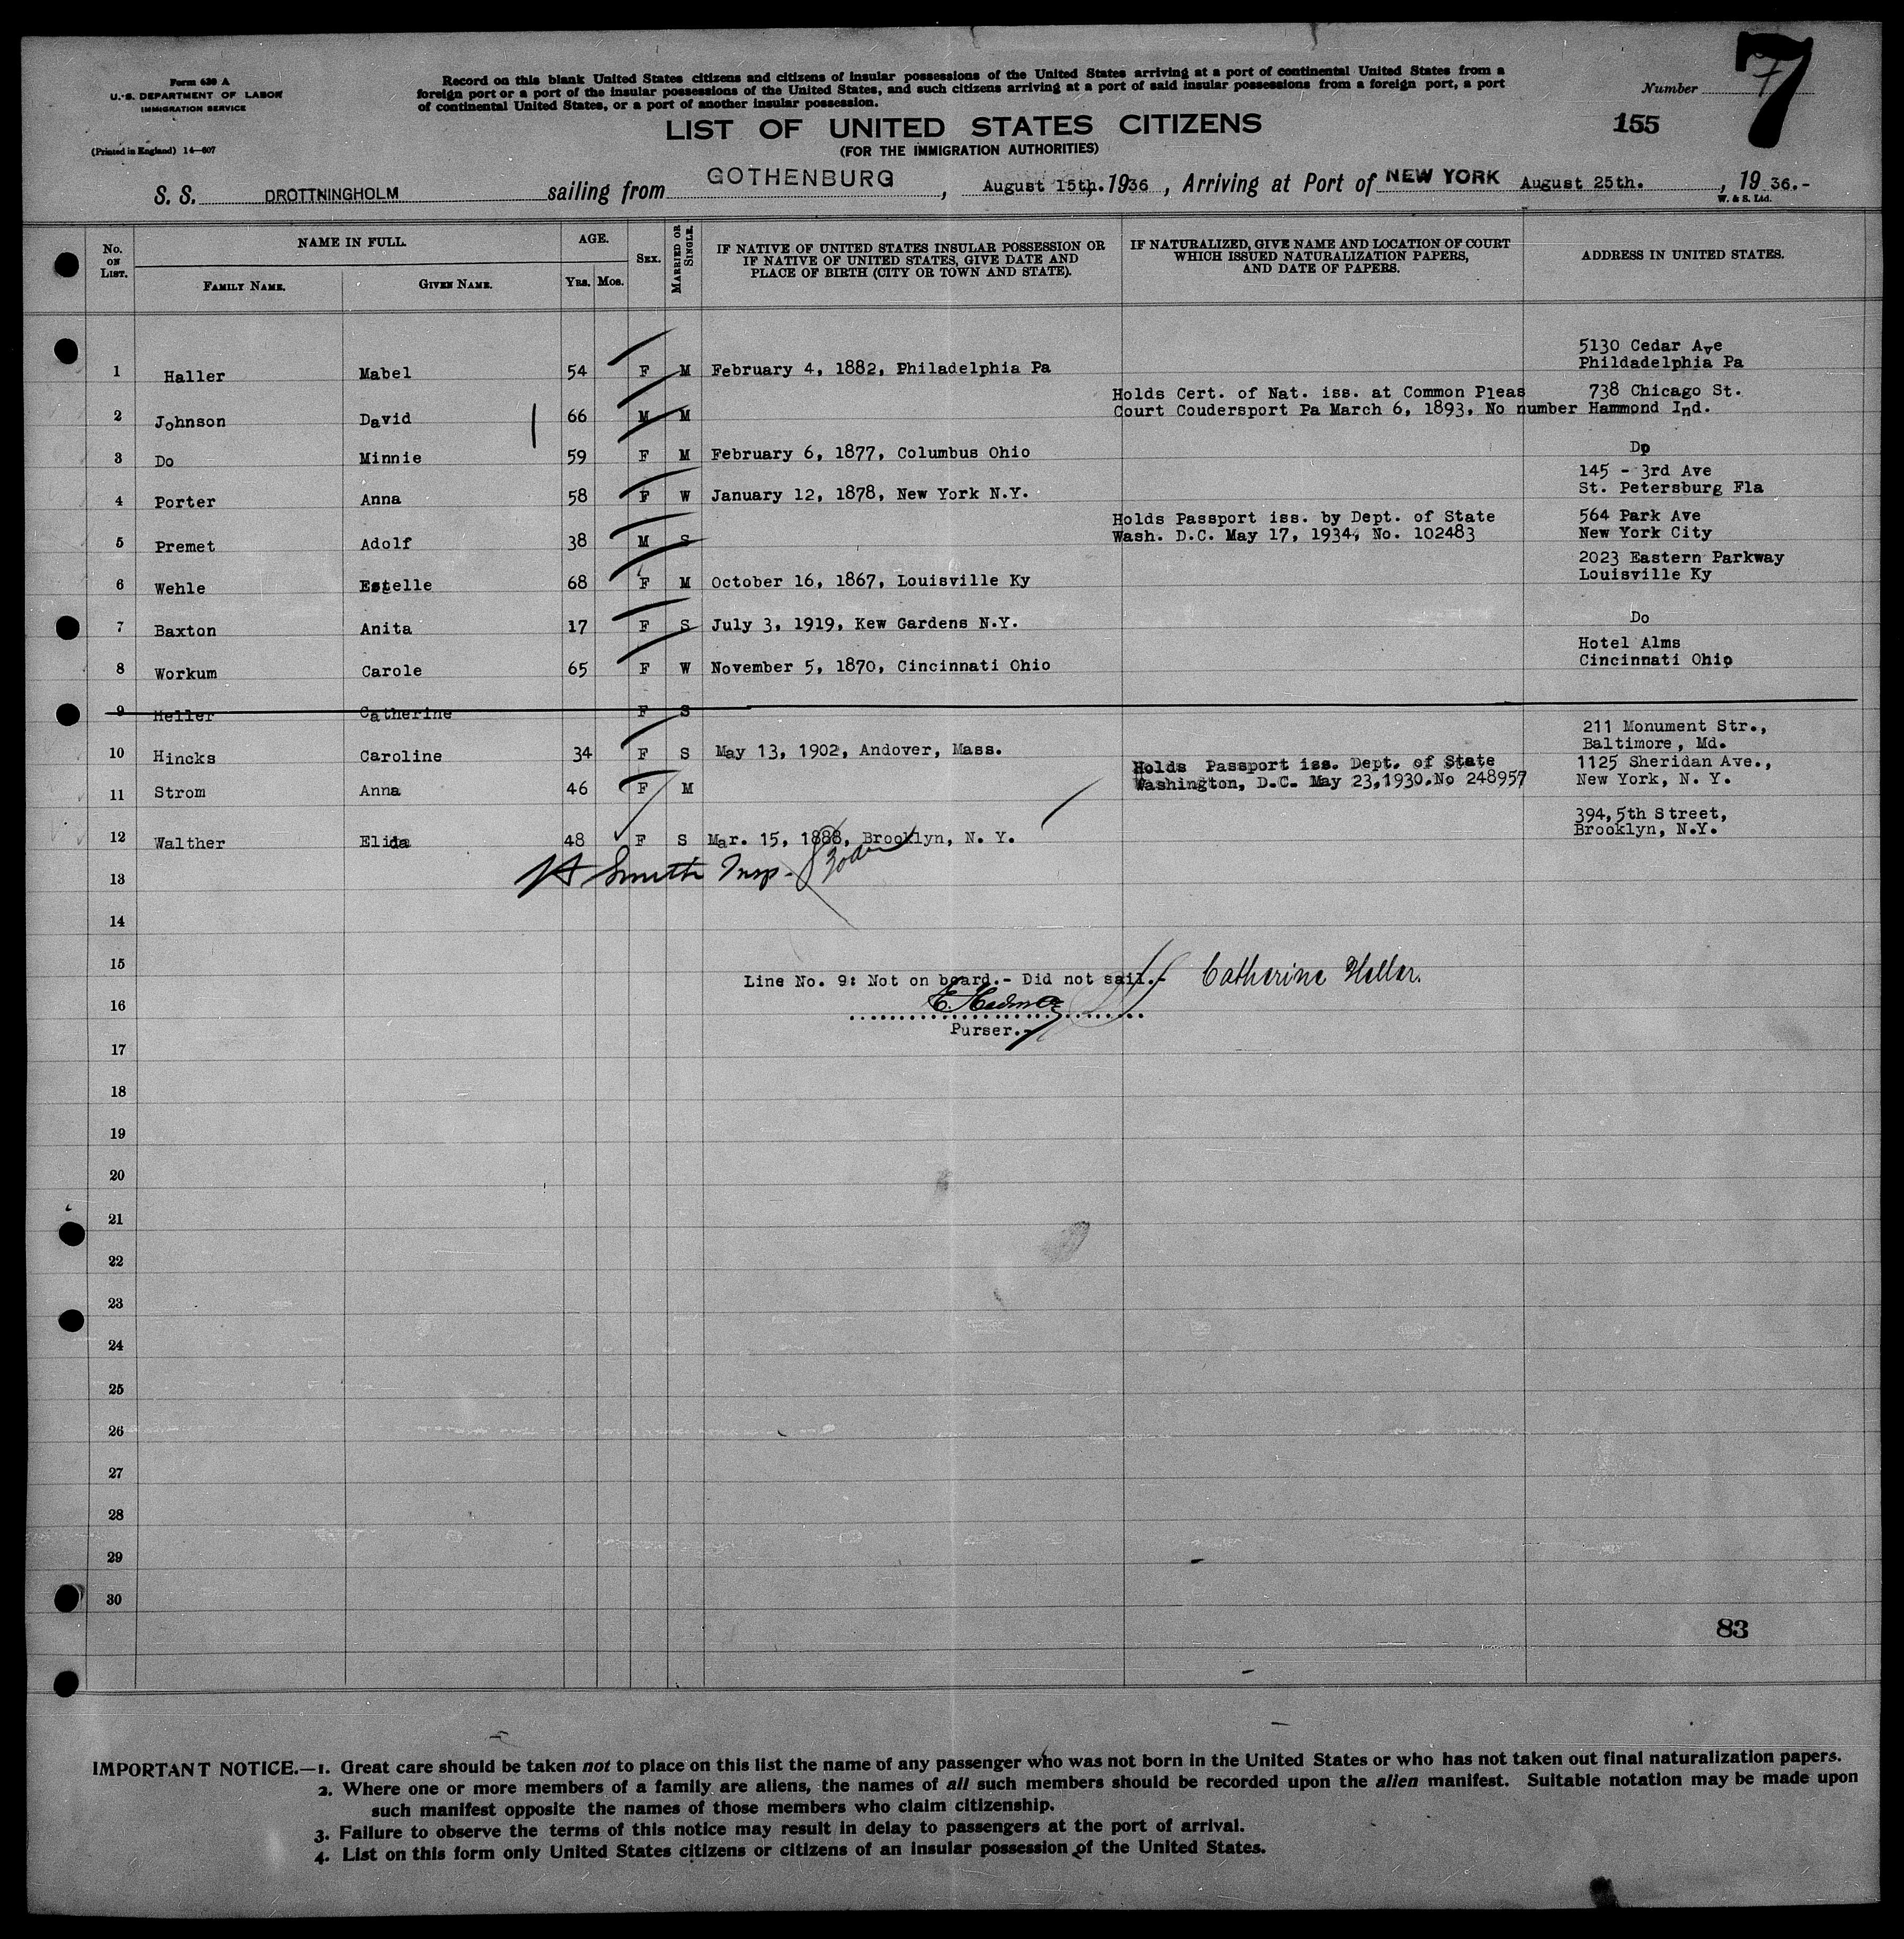 Form 630 A
U.S. DEPARTMENT OF LABOR
IMMIGRATION SERVICE
(Printed in England) 14—607
Record on this blank United States citizens and citizens of insular possessions of the United States arriving at a port of continental United States from a
foreign port or a port of the insular possessions of the United States, and such citizens arriving at a port of said insular possessions from a foreign port, a port
of continental United States, or a port of another insular possession.
Number 7
7
155
LIST OF UNITED STATES CITIZENS
(FOR THE IMMIGRATION AUTHORITIES)
S. S. DROTTNINGHOLM sailing from GOTHENBURG, August 15th. 1936, Arriving at Port of NEW YORK August 25th., 1936.-
W. & S. Ltd.
No. ON LIST. NAME IN FULL. FAMILY NAME. GIVEN NAME. AGE. Yrs. Mos. SEX. MARRIED OR SINGLE.
IF NATIVE OF UNITED STATES INSULAR POSSESSION OR
IF NATIVE OF UNITED STATES, GIVE DATE AND
PLACE OF BIRTH (CITY OR TOWN AND STATE).
IF NATURALIZED, GIVE NAME AND LOCATION OF COURT
WHICH ISSUED NATURALIZATION PAPERS,
AND DATE OF PAPERS.
ADDRESS IN UNITED STATES.
5130 Cedar Ave
1 Haller Mabel 54 F M February 4, 1882, Philadelphia Pa Phildadelphia Pa
Holds Cert. of Nat. iss. at Common Pleas 738 Chicago St.
2 Johnson David 66 M M Court Coudersport Pa March 6, 1893, No number Hammond Ind.
3 Do Minnie 59 F M February 6, 1877, Columbus Ohio Do
145 - 3rd Ave
4 Porter Anna 58 F W January 12, 1878, New York N.Y. St. Petersburg Fla
Holds Passport iss. by Dept. of State 564 Park Ave
5 Premet Adolf 38 M S Wash. D.C. May 17, 1934, No. 102483 New York City
2023 Eastern Parkway
6 Wehle Estelle 68 F M October 16, 1867, Louisville Ky Louisville Ky
7 Baxton Anita 17 F S July 3, 1919, Kew Gardens N.Y. Do
Hotel Alms
8 Workum Carole 65 F W November 5, 1870, Cincinnati Ohio Cincinnati Ohio
9 Heller Catherine F S
211 Monument Str.,
10 Hincks Caroline 34 F S May 13, 1902, Andover, Mass. Baltimore, Md.
Holds Passport iss. Dept. of State 1125 Sheridan Ave.,
11 Strom Anna 46 F M Washington, D.C. May 23,1930.No 248957 New York, N. Y.
394, 5th Street,
12 Walther Elida 48 F S Mar. 15, 1888, Brooklyn, N. Y. Brooklyn, N.Y.
Smith Insp.
13
14
15
Line No. 9: Not on board.- Did not sail.- Catherine Heller.
16
Purser.-
17
18
19
20
21
22
23
24
25
26
27
28
29
30
83
IMPORTANT NOTICE.—1. Great care should be taken not to place on this list the name of any passenger who was not born in the United States or who has not taken out final naturalization papers.
2. Where one or more members of a family are aliens, the names of all such members should be recorded upon the alien manifest. Suitable notation may be made upon
such manifest opposite the names of those members who claim citizenship.
3. Failure to observe the terms of this notice may result in delay to passengers at the port of arrival.
4. List on this form only United States citizens or citizens of an insular possession of the United States.